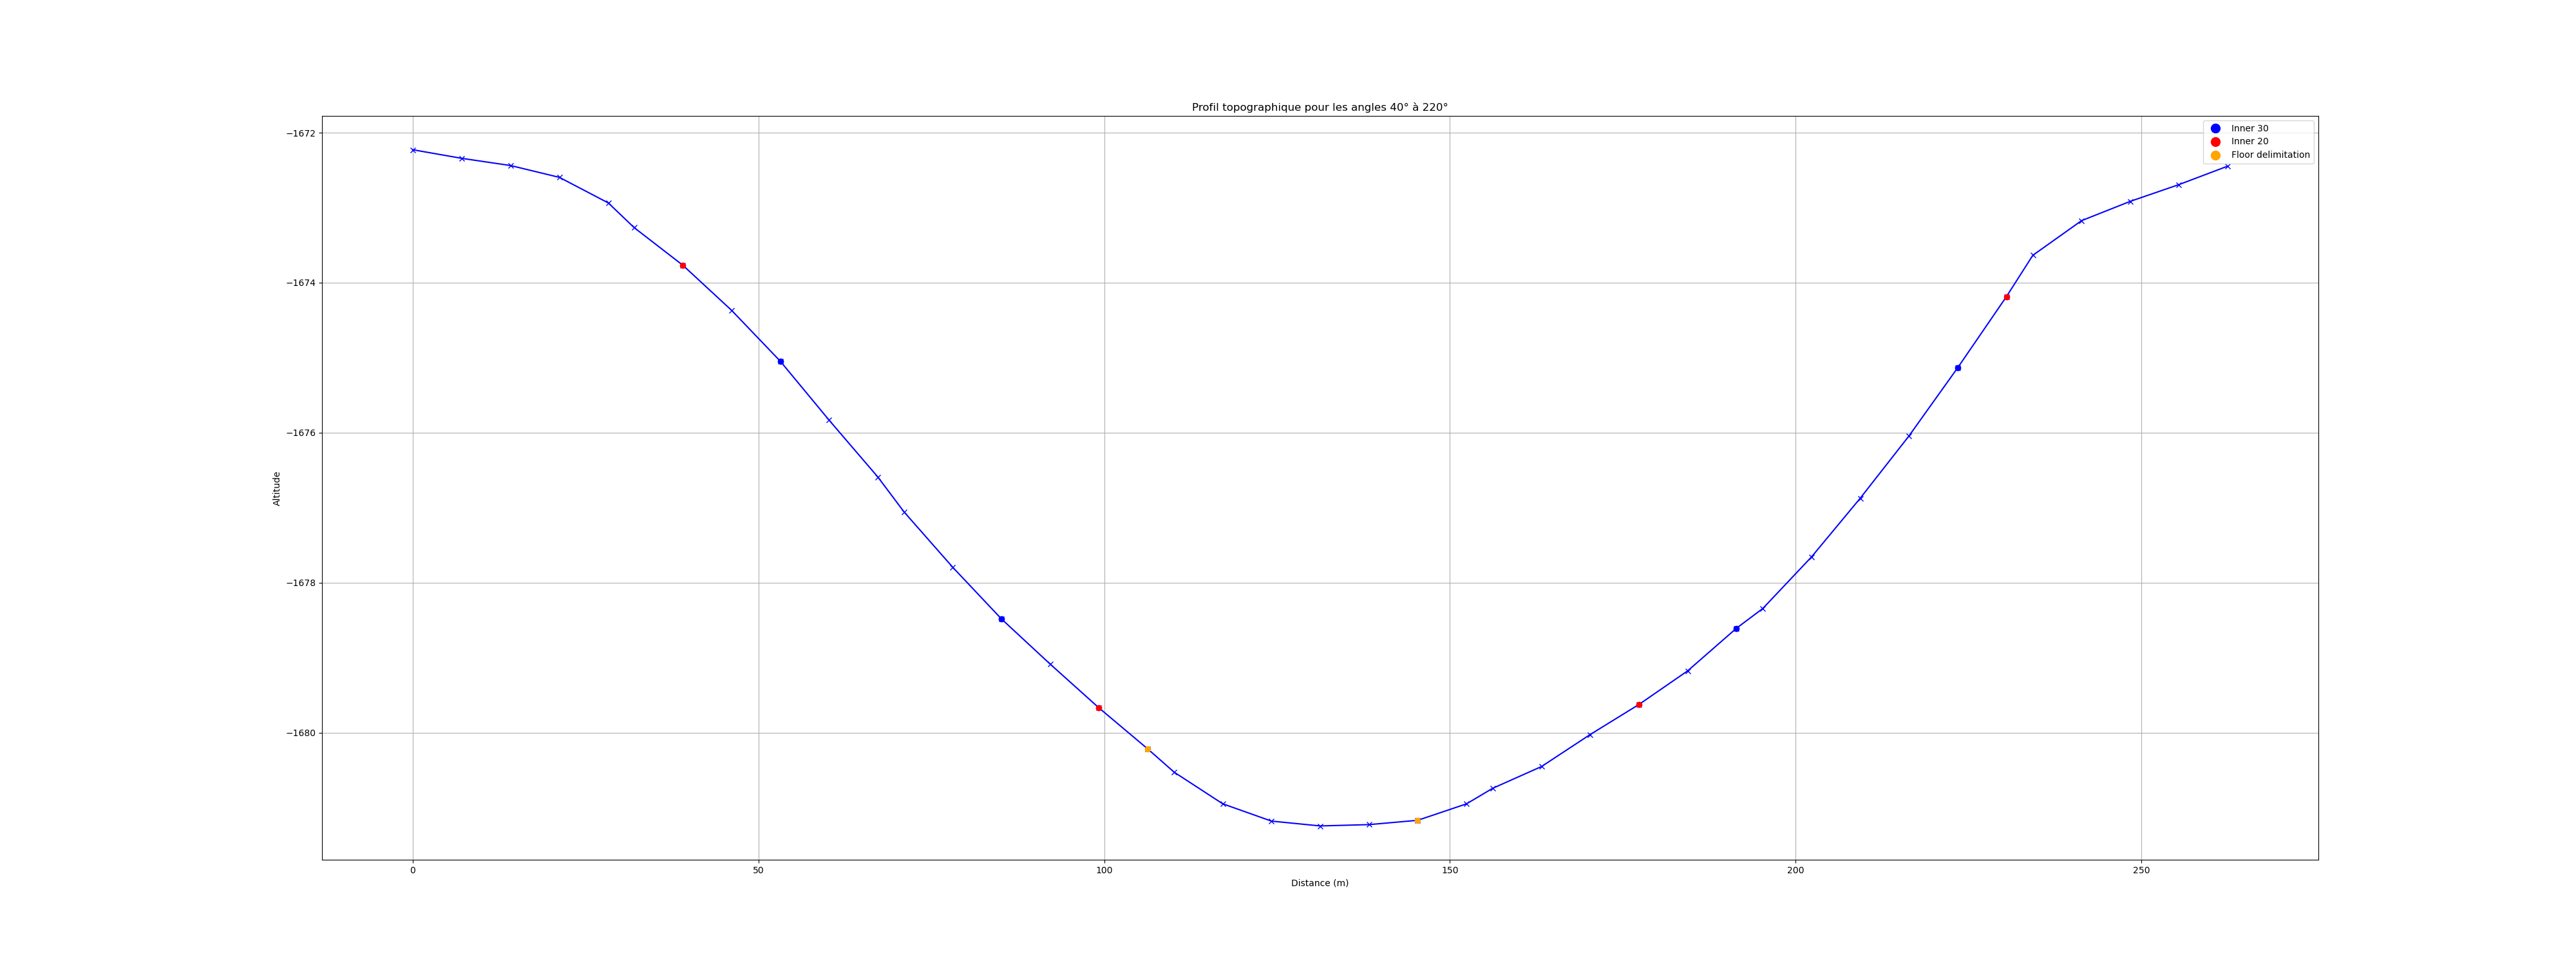 Profil topographique pour les angles 40° à 220°
Inner 30
Inner 20
Floor delimitation
−1672
−1674
−1676
−1678
−1680
Altitude
0 50 100 150 200 250
Distance (m)